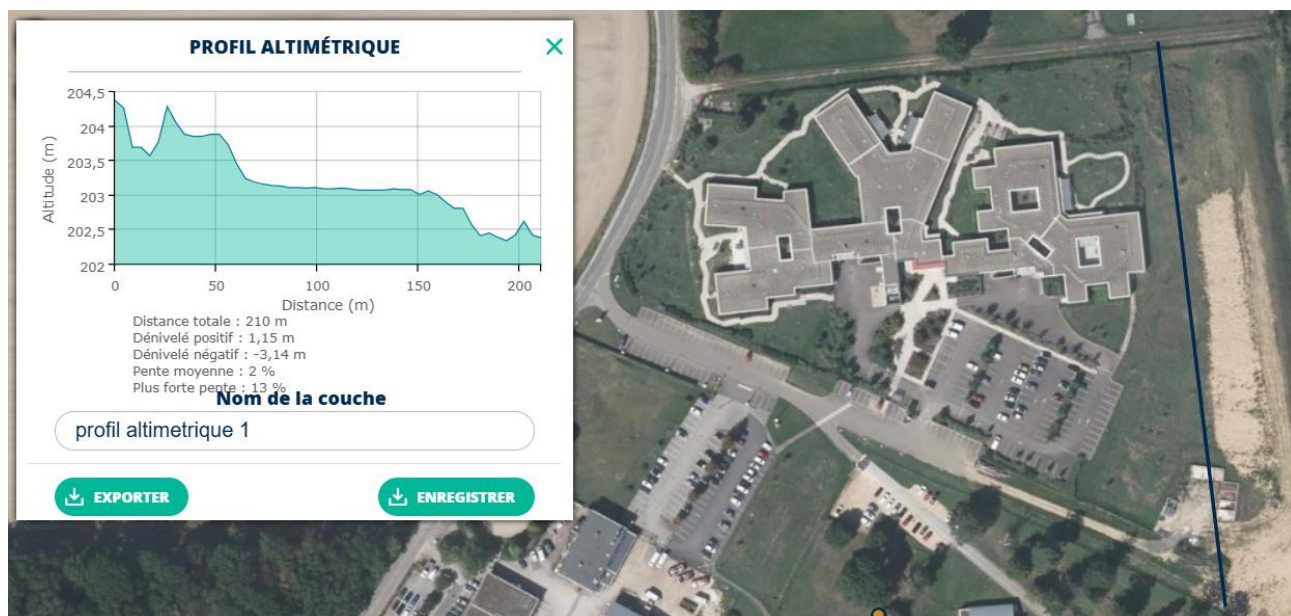 PROFIL ALTIMÉTRIQUE
204,5
204
203,5
203
202,5
202
Altitude (m)
0 50 100 150 200
Distance (m)
Distance totale : 210 m
Dénivelé positif : 1,15 m
Dénivelé négatif : -3,14 m
Pente moyenne : 2 %
Plus forte pente : 13 %
Nom de la couche
profil altimetrique 1
EXPORTER
ENREGISTRER